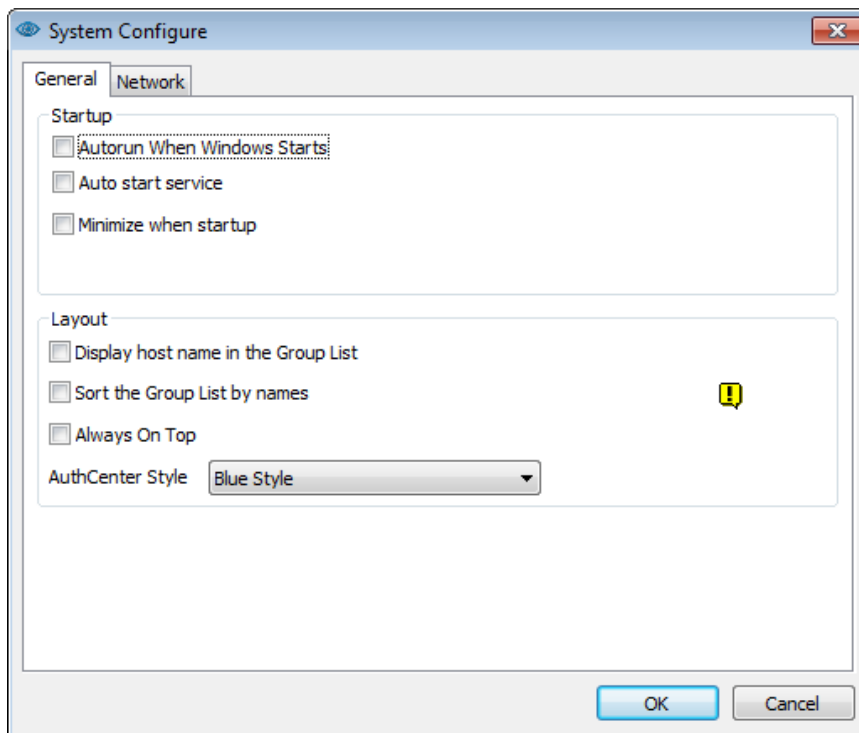 System Configure
General
Network
Startup
Autorun When Windows Starts
Auto start service
Minimize when startup
Layout
Display host name in the Group List
Sort the Group List by names
Always On Top
AuthCenter Style
Blue Style
OK
Cancel